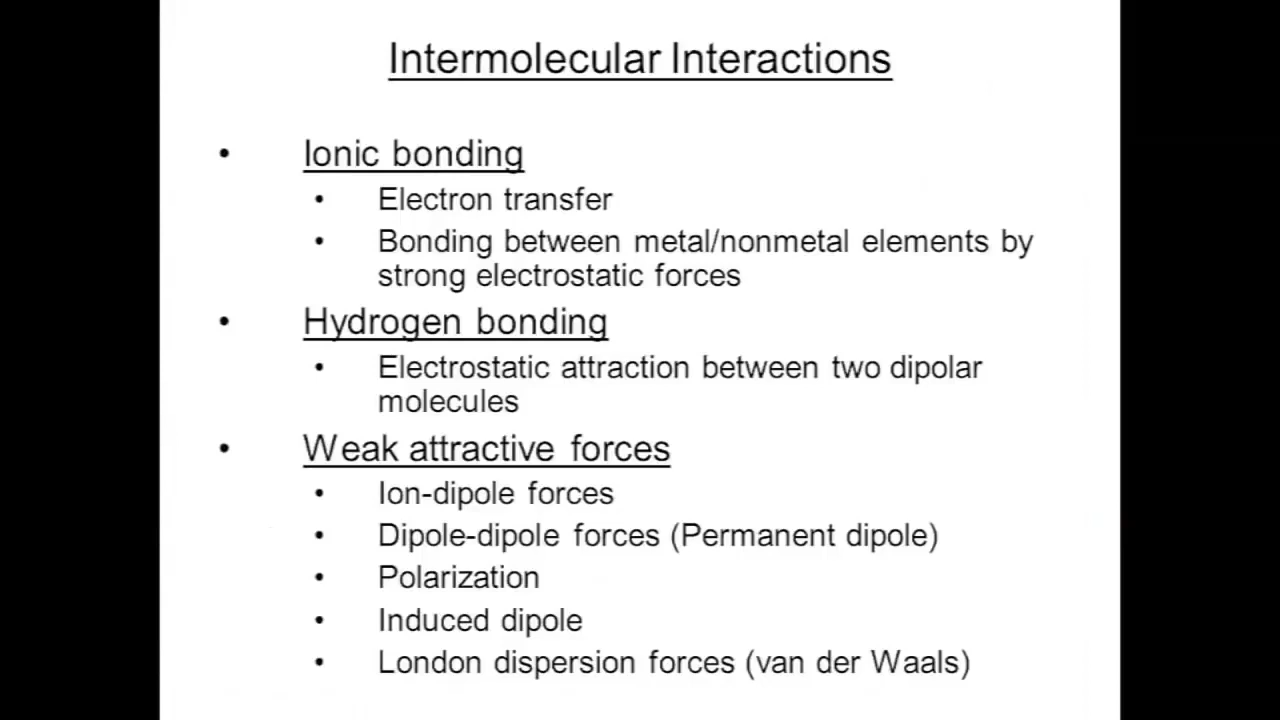 Intermolecular Interactions
• Ionic bonding
• Electron transfer
• Bonding between metal/nonmetal elements by
strong electrostatic forces
• Hydrogen bonding
• Electrostatic attraction between two dipolar
molecules
• Weak attractive forces
• Ion-dipole forces
• Dipole-dipole forces (Permanent dipole)
• Polarization
• Induced dipole
• London dispersion forces (van der Waals)